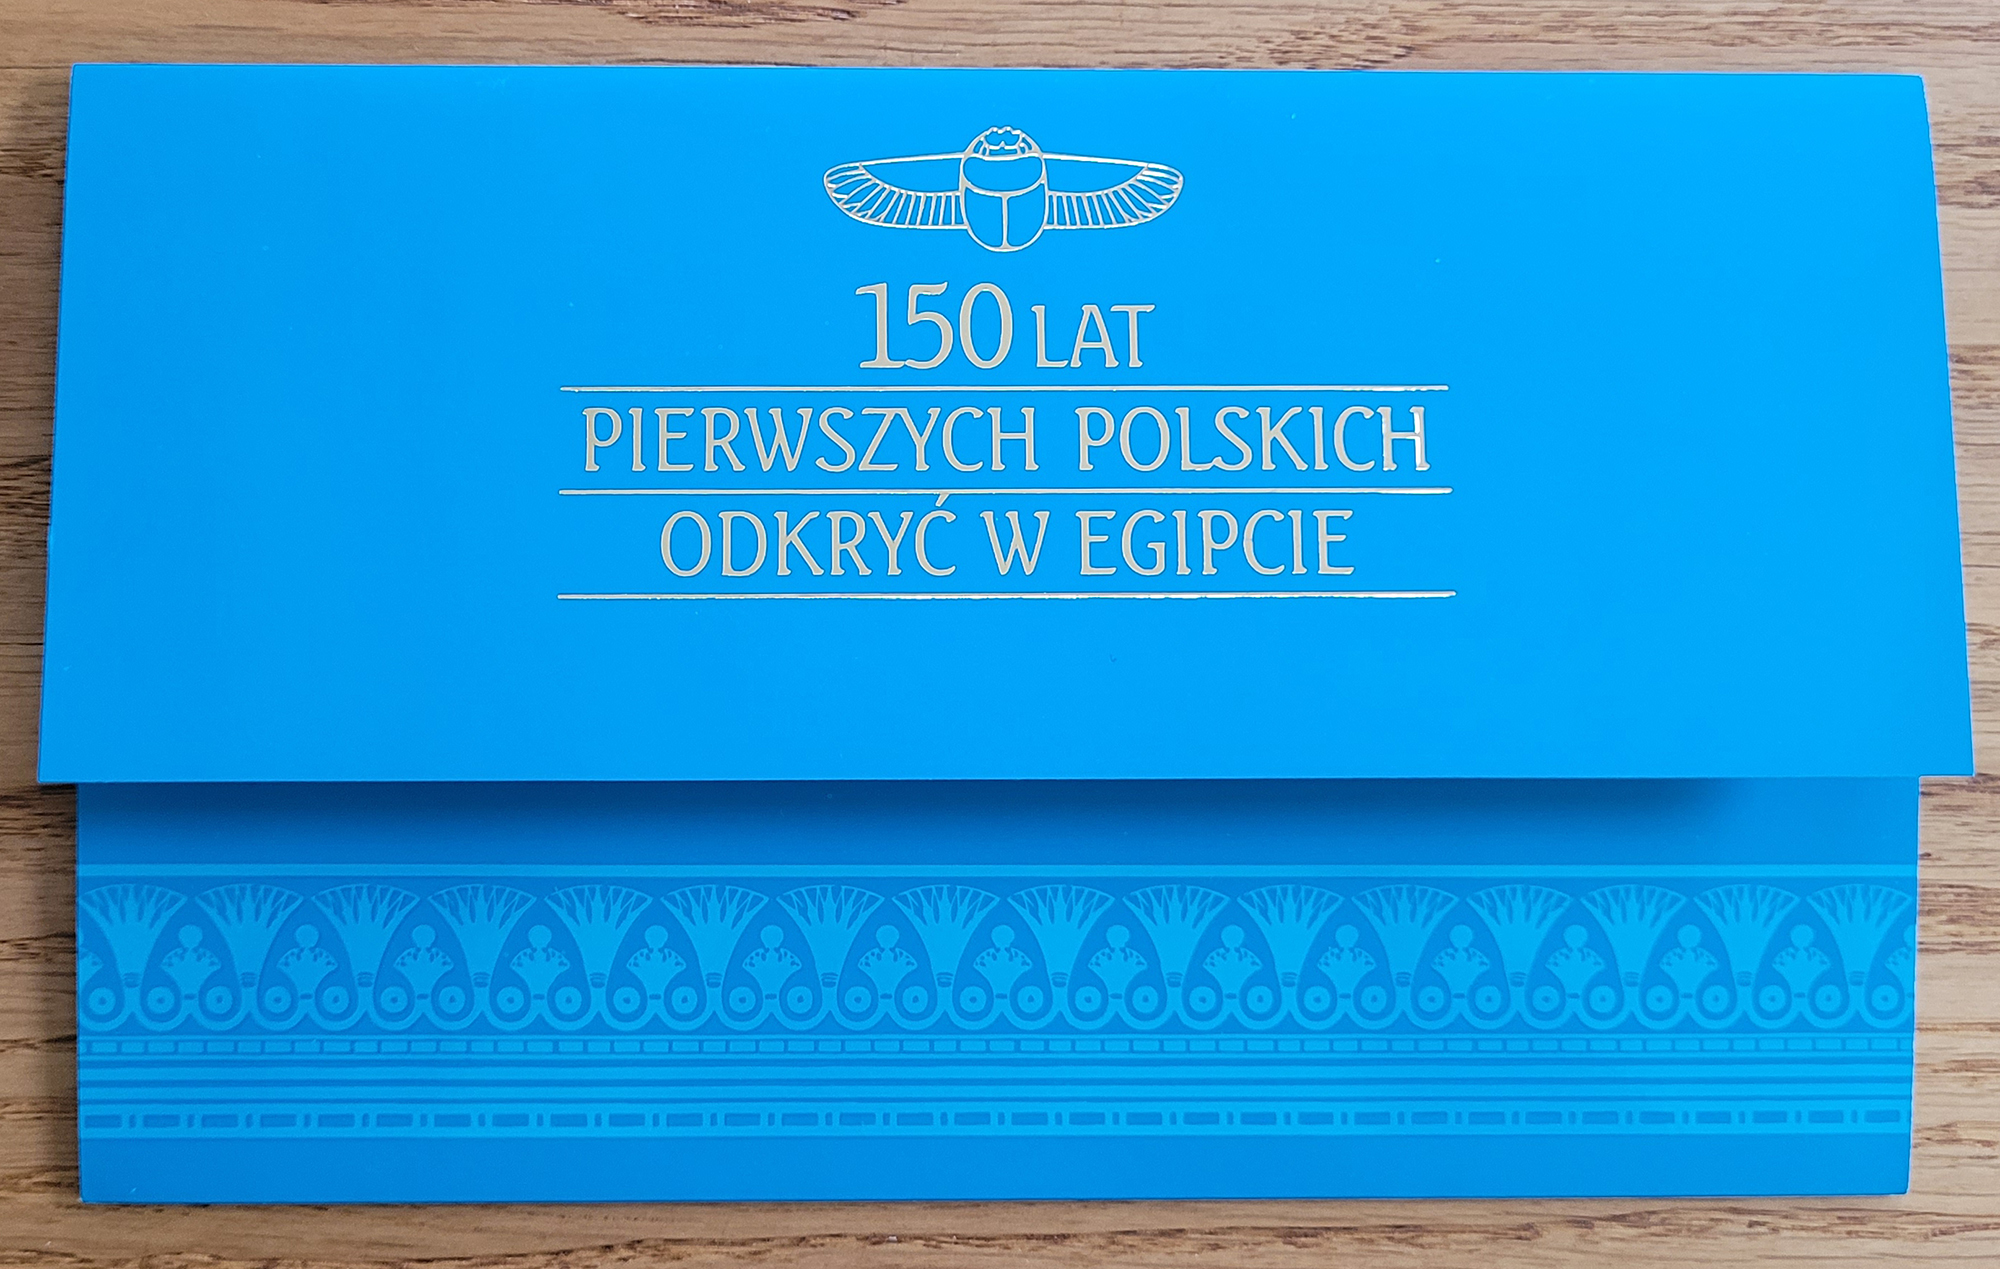 150 LAT
PIERWSZYCH POLSKICH
ODKRYĆ W EGIPCIE